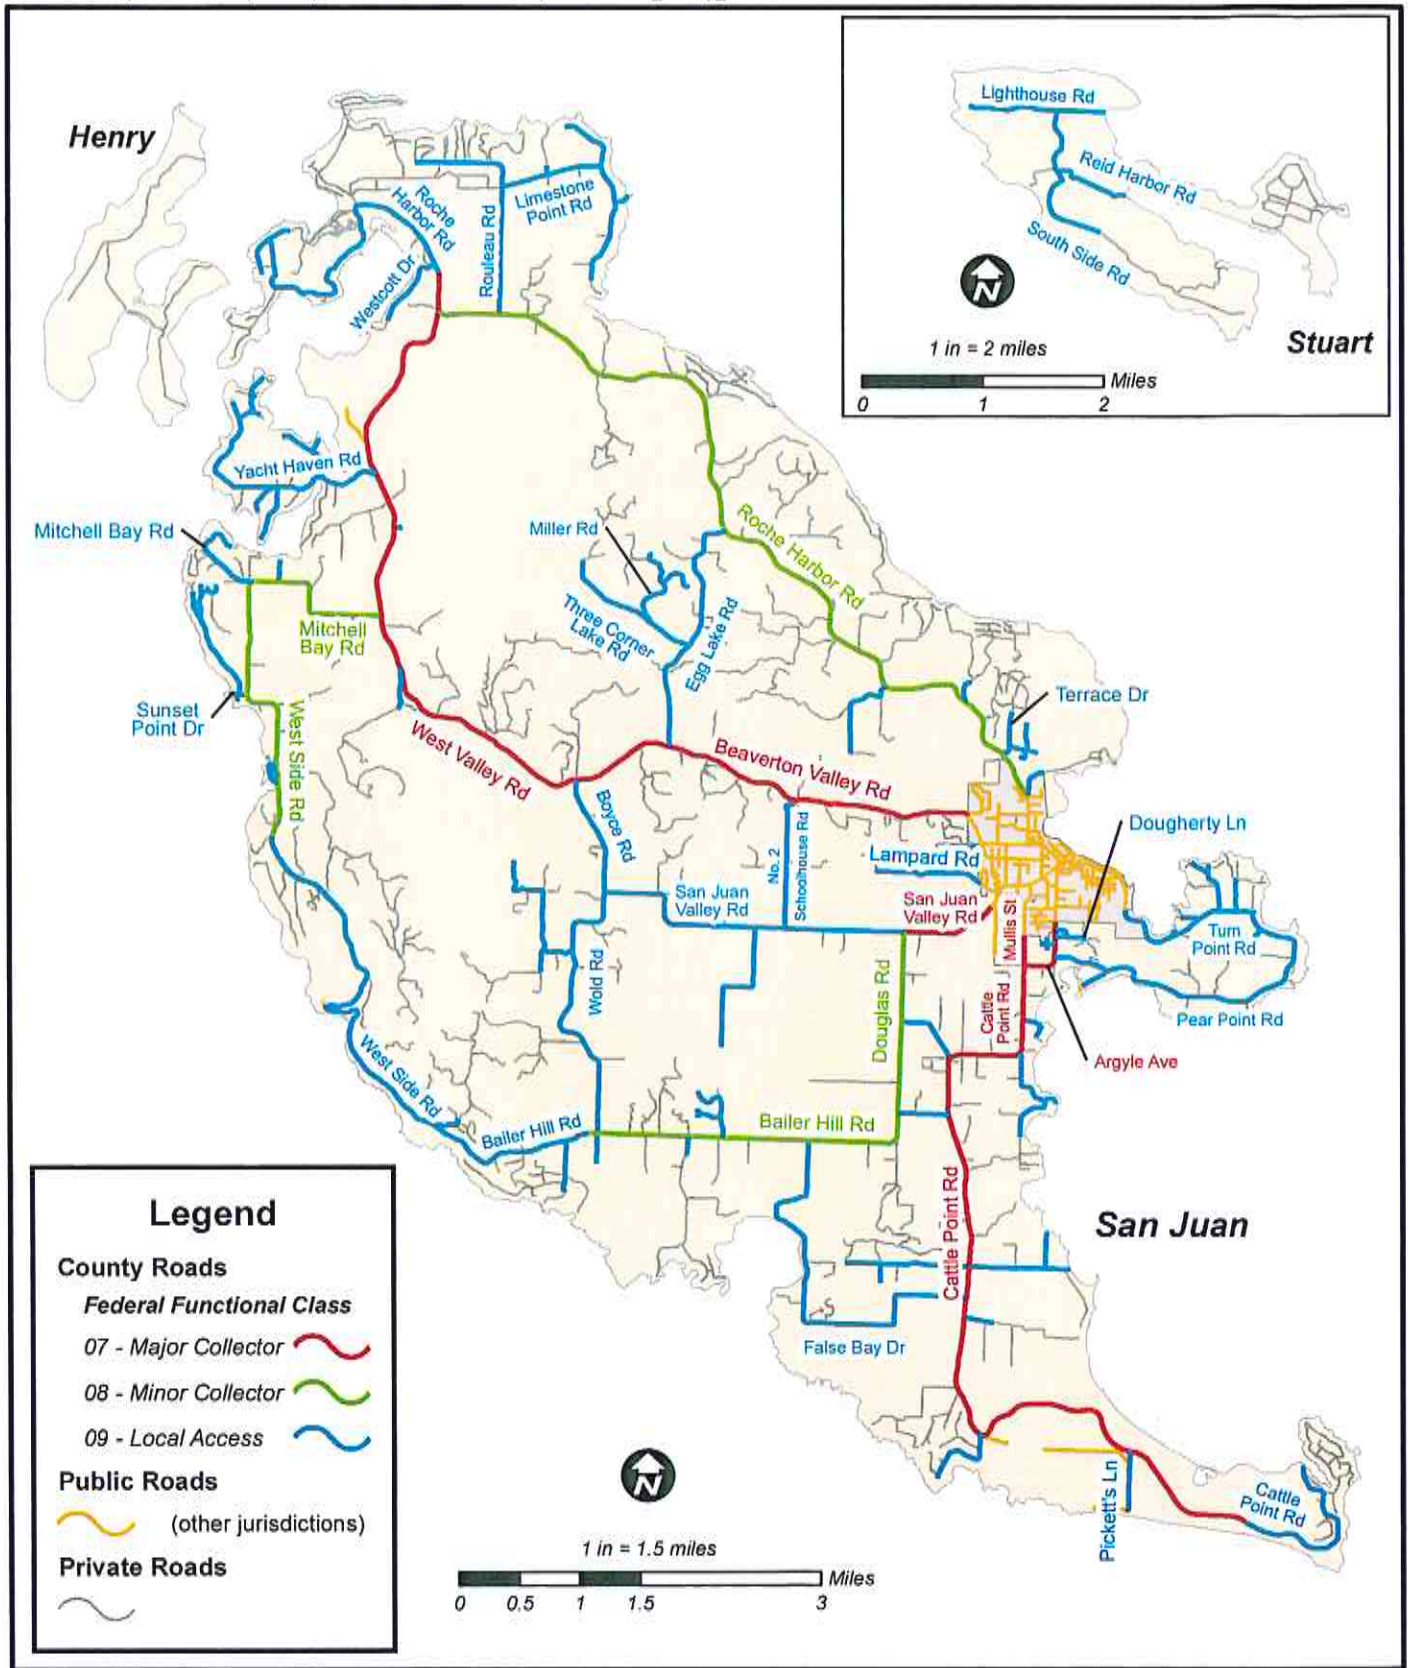 Henry
Lighthouse Rd
Reid Harbor Rd
South Side Rd
N
1 in = 2 miles
Stuart
Miles
0 1 2
Roche
Harbor Rd
Limestone
Point Rd
Rouleau Rd
Westcott Dr
Yacht Haven Rd
Mitchell Bay Rd
Miller Rd
Roche Harbor Rd
Three Corner
Lake Rd
Egg Lake Rd
Mitchell
Bay Rd
Sunset
Point Dr
West Side Rd
Terrace Dr
West Valley Rd
Beaverton Valley Rd
Boyce Rd
No. 2
Schoolhouse Rd
Dougherty Ln
Lampard Rd
San Juan
Valley Rd
San Juan
Valley Rd
Mullis St
Turn
Point Rd
Wold Rd
Douglas Rd
Cattle
Point Rd
Pear Point Rd
Argyle Ave
West Side Rd
Bailer Hill Rd
Bailer Hill Rd
Cattle Point Rd
San Juan
False Bay Dr
Pickett's Ln
Cattle
Point Rd
N
1 in = 1.5 miles
Miles
0 0.5 1 1.5 3
Legend
County Roads
Federal Functional Class
07 - Major Collector
08 - Minor Collector
09 - Local Access
Public Roads
(other jurisdictions)
Private Roads